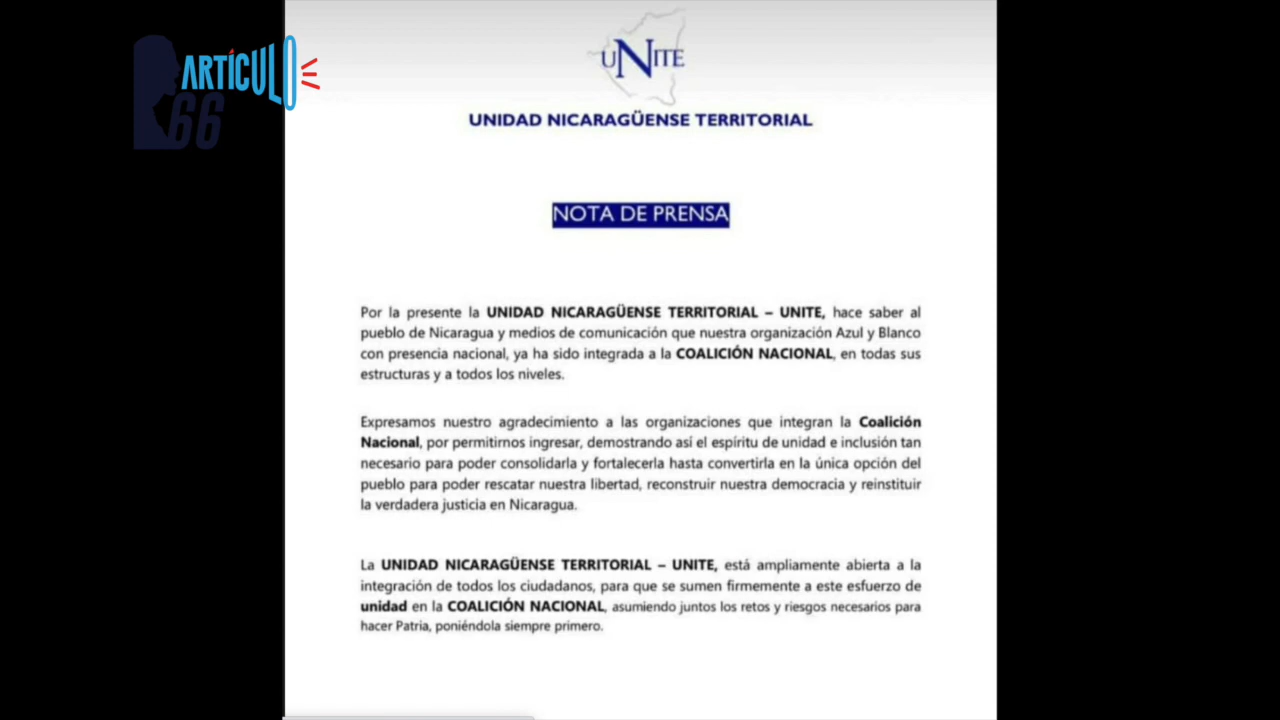 ARTÍCULO
66
UNITE
UNIDAD NICARAGÜENSE TERRITORIAL
NOTA DE PRENSA
Por la presente la UNIDAD NICARAGÜENSE TERRITORIAL – UNITE, hace saber al
pueblo de Nicaragua y medios de comunicación que nuestra organización Azul y Blanco
con presencia nacional, ya ha sido integrada a la COALICIÓN NACIONAL, en todas sus
estructuras y a todos los niveles.
Expresamos nuestro agradecimiento a las organizaciones que integran la Coalición
Nacional, por permitirnos ingresar, demostrando así el espíritu de unidad e inclusión tan
necesario para poder consolidarla y fortalecerla hasta convertirla en la única opción del
pueblo para poder rescatar nuestra libertad, reconstruir nuestra democracia y reinstituir
la verdadera justicia en Nicaragua.
La UNIDAD NICARAGÜENSE TERRITORIAL – UNITE, está ampliamente abierta a la
integración de todos los ciudadanos, para que se sumen firmemente a este esfuerzo de
unidad en la COALICIÓN NACIONAL, asumiendo juntos los retos y riesgos necesarios para
hacer Patria, poniéndola siempre primero.